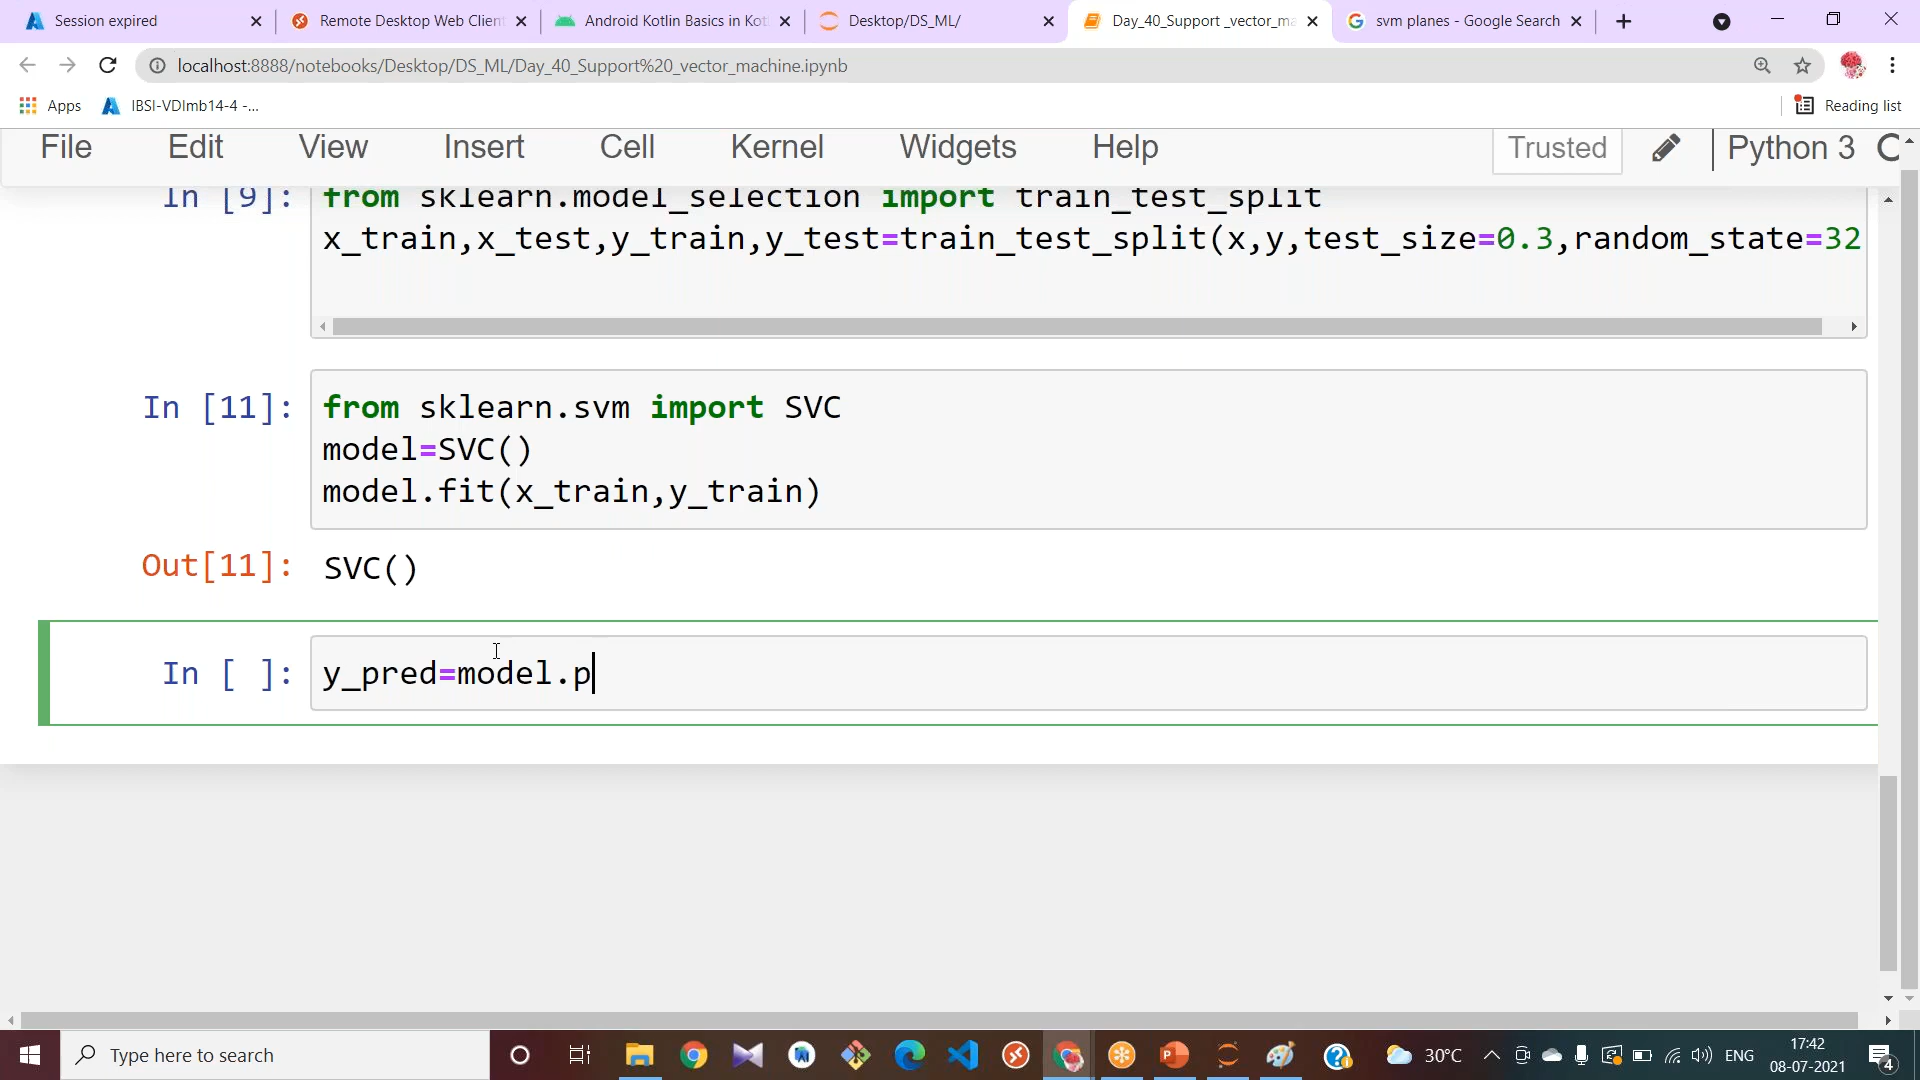 Session expired
Remote Desktop Web Client
Android Kotlin Basics in Kot
Desktop/DS_ML/
Day_40_Support _vector_ma
svm planes - Google Search
localhost:8888/notebooks/Desktop/DS_ML/Day_40_Support%20_vector_machine.ipynb
Apps
IBSI-VDImb14-4 -...
Reading list
File Edit View Insert Cell Kernel Widgets Help Trusted Python 3
In [9]: from sklearn.model_selection import train_test_split
x_train,x_test,y_train,y_test=train_test_split(x,y,test_size=0.3,random_state=32
In [11]: from sklearn.svm import SVC
model=SVC()
model.fit(x_train,y_train)
Out[11]: SVC()
In [ ]: y_pred=model.p
Type here to search
30°C
ENG
17:42
08-07-2021
4